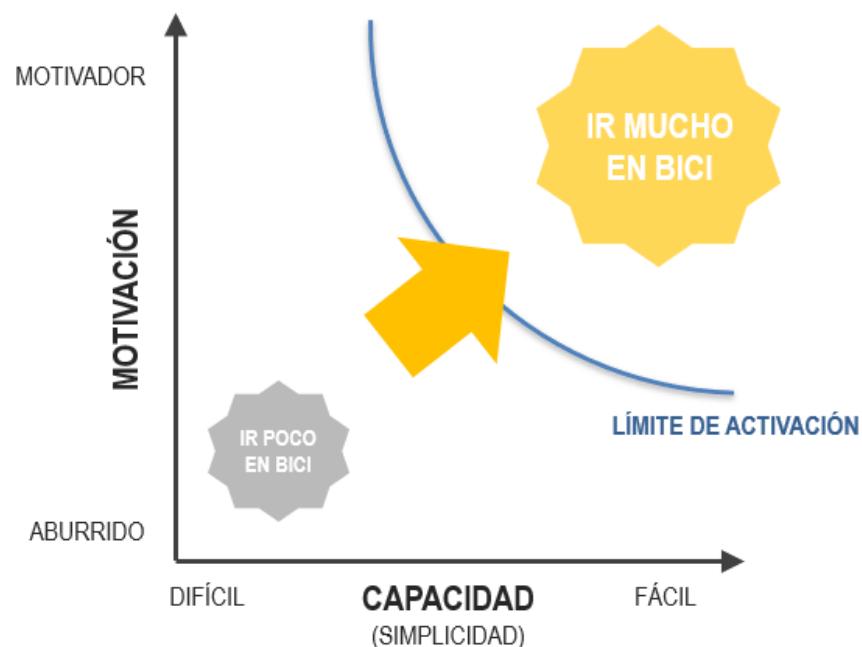 MOTIVADOR
IR MUCHO
EN BICI
MOTIVACIÓN
IR POCO
EN BICI
LÍMITE DE ACTIVACIÓN
ABURRIDO
DIFÍCIL
CAPACIDAD
(SIMPLICIDAD)
FÁCIL